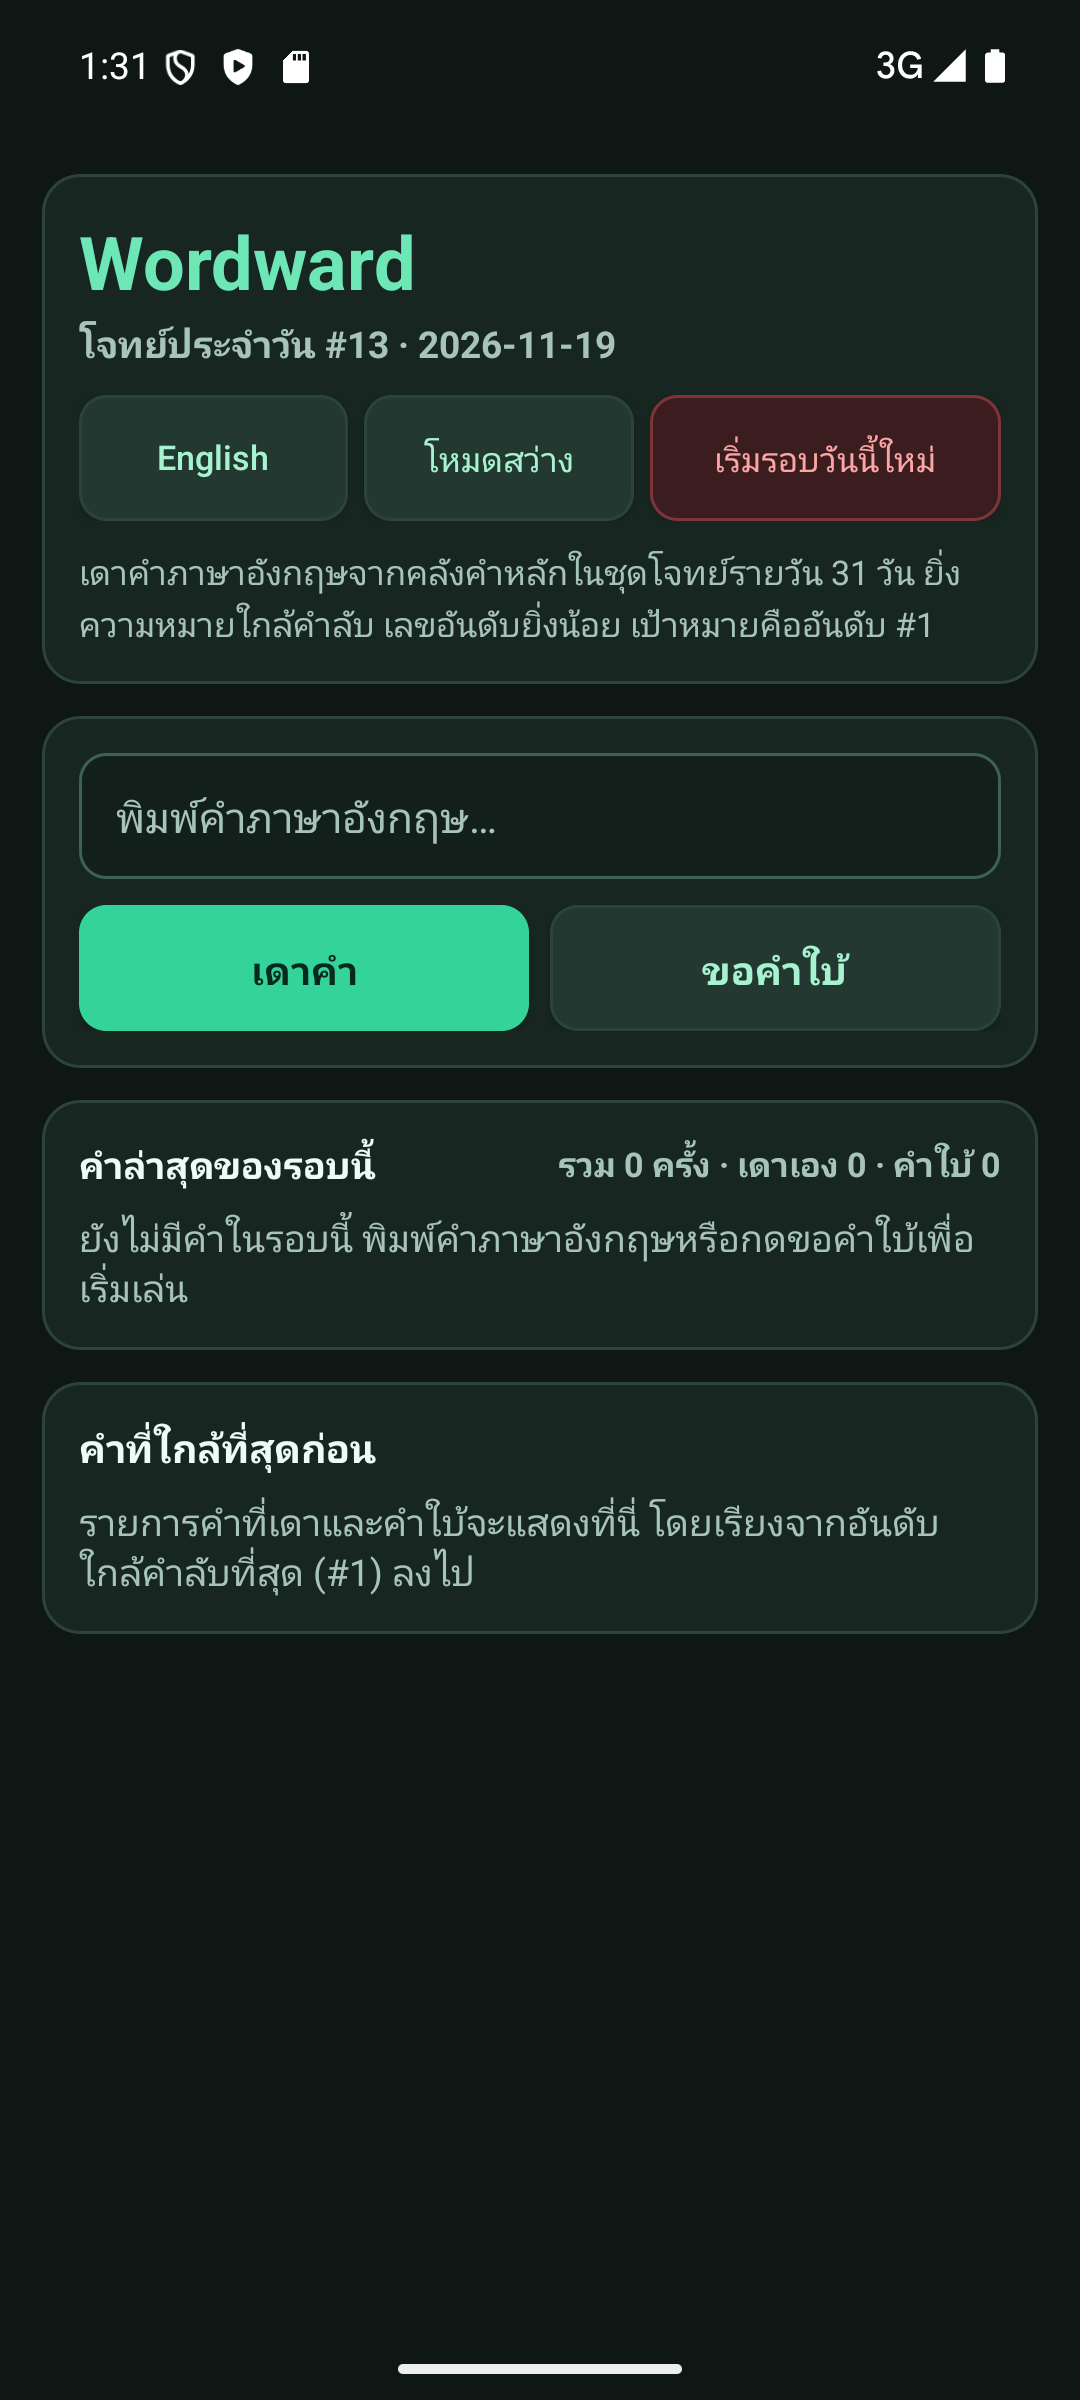 1:31
3G
Wordward
โจทย์ประจำวัน #13 · 2026-11-19
English
โหมดสว่าง
เริ่มรอบวันนี้ใหม่
เดาคำภาษาอังกฤษจากคลังคำหลักในชุดโจทย์รายวัน 31 วัน ยิ่ง
ความหมายใกล้คำลับ เลขอันดับยิ่งน้อย เป้าหมายคืออันดับ #1
พิมพ์คำภาษาอังกฤษ…
เดาคำ
ขอคำใบ้
คำล่าสุดของรอบนี้
รวม 0 ครั้ง · เดาเอง 0 · คำใบ้ 0
ยังไม่มีคำในรอบนี้ พิมพ์คำภาษาอังกฤษหรือกดขอคำใบ้เพื่อ
เริ่มเล่น
คำที่ใกล้ที่สุดก่อน
รายการคำที่เดาและคำใบ้จะแสดงที่นี่ โดยเรียงจากอันดับ
ใกล้คำลับที่สุด (#1) ลงไป